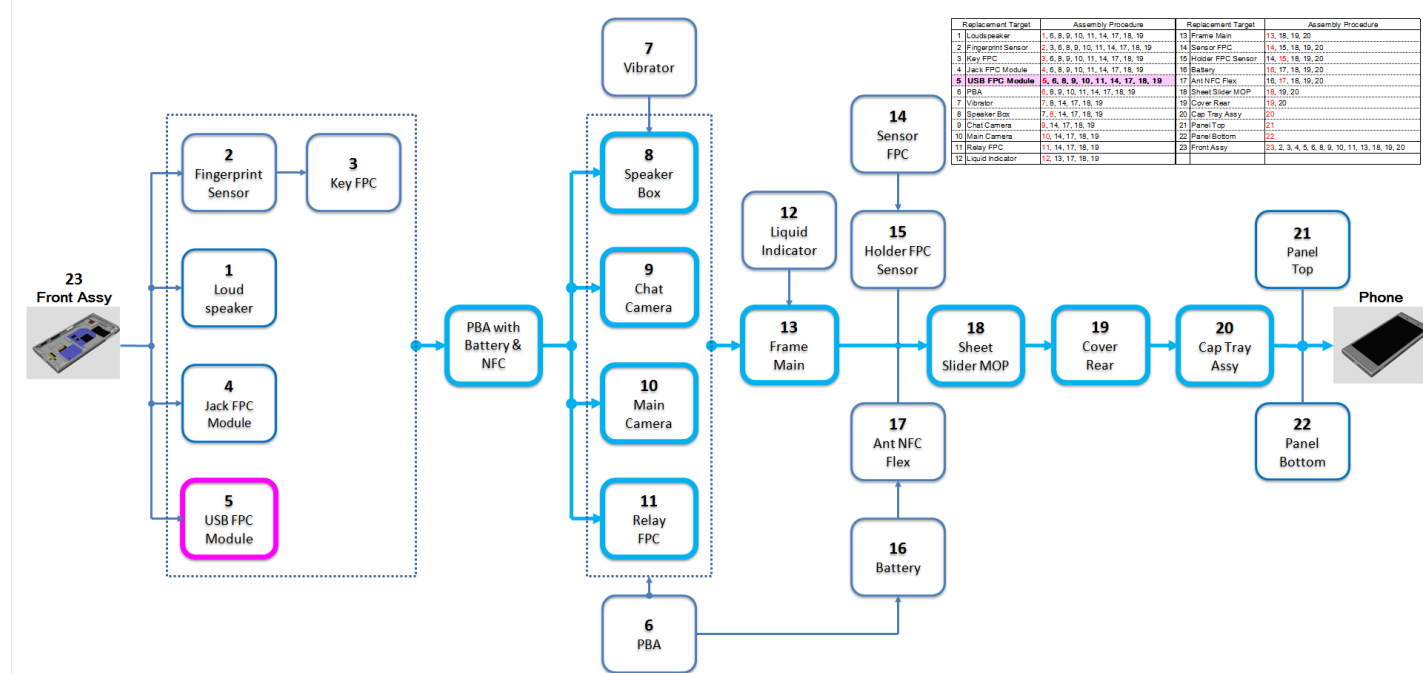 Replacement Target Assembly Procedure Replacement Target Assembly Procedure
1 Loudspeaker 1, 6, 8, 9, 10, 11, 14, 17, 18, 19 13 Frame Main 13, 18, 19, 20
2 Fingerprint Sensor 2, 3, 6, 8, 9, 10, 11, 14, 17, 18, 19 14 Sensor FPC 14, 15, 18, 19, 20
3 Key FPC 3, 6, 8, 9, 10, 11, 14, 17, 18, 19 15 Holder FPC Sensor 14, 15, 18, 19, 20
4 Jack FPC Module 4, 6, 8, 9, 10, 11, 14, 17, 18, 19 16 Battery 16, 17, 18, 19, 20
5 USB FPC Module 5, 6, 8, 9, 10, 11, 14, 17, 18, 19 17 Ant NFC Flex 16, 17, 18, 19, 20
6 PBA 6, 8, 9, 10, 11, 14, 17, 18, 19 18 Sheet Slider MOP 18, 19, 20
7 Vibrator 7, 8, 14, 17, 18, 19 19 Cover Rear 19, 20
8 Speaker Box 7, 8, 14, 17, 18, 19 20 Cap Tray Assy 20
9 Chat Camera 9, 14, 17, 18, 19 21 Panel Top 21
10 Main Camera 10, 14, 17, 18, 19 22 Panel Bottom 22
11 Relay FPC 11, 14, 17, 18, 19 23 Front Assy 23, 2, 3, 4, 5, 6, 8, 9, 10, 11, 13, 18, 19, 20
12 Liquid Indicator 12, 13, 17, 18, 19
23
Front Assy
2
Fingerprint
Sensor
3
Key FPC
1
Loud
speaker
4
Jack FPC
Module
5
USB FPC
Module
PBA with
Battery &
NFC
7
Vibrator
8
Speaker
Box
9
Chat
Camera
10
Main
Camera
11
Relay
FPC
6
PBA
12
Liquid
Indicator
13
Frame
Main
14
Sensor
FPC
15
Holder FPC
Sensor
17
Ant NFC
Flex
16
Battery
18
Sheet
Slider MOP
19
Cover
Rear
20
Cap Tray
Assy
21
Panel
Top
22
Panel
Bottom
Phone